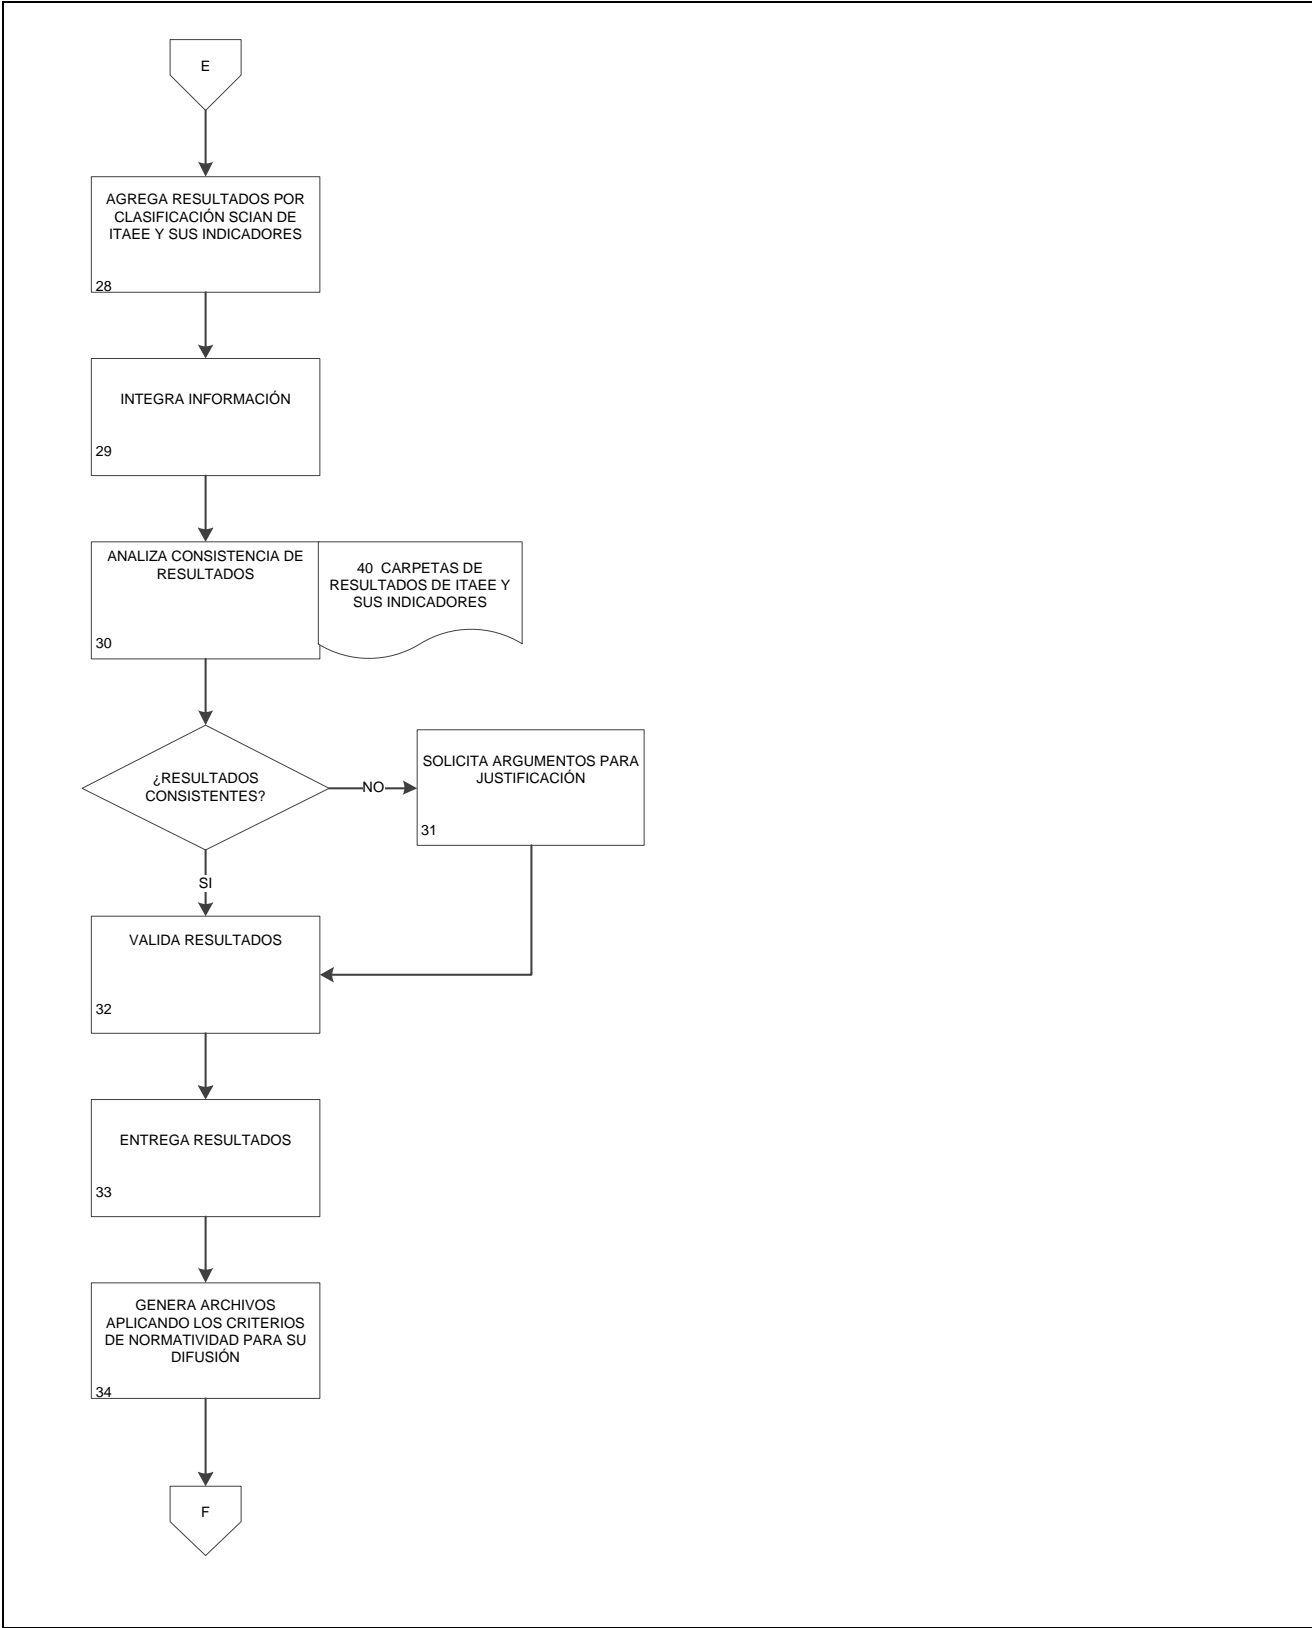 E
AGREGA RESULTADOS POR
CLASIFICACIÓN SCIAN DE
ITAEE Y SUS INDICADORES
28
INTEGRA INFORMACIÓN
29
ANALIZA CONSISTENCIA DE
RESULTADOS
30
40 CARPETAS DE
RESULTADOS DE ITAEE Y
SUS INDICADORES
¿RESULTADOS
CONSISTENTES?
NO
SOLICITA ARGUMENTOS PARA
JUSTIFICACIÓN
31
SI
VALIDA RESULTADOS
32
ENTREGA RESULTADOS
33
GENERA ARCHIVOS
APLICANDO LOS CRITERIOS
DE NORMATIVIDAD PARA SU
DIFUSIÓN
34
F